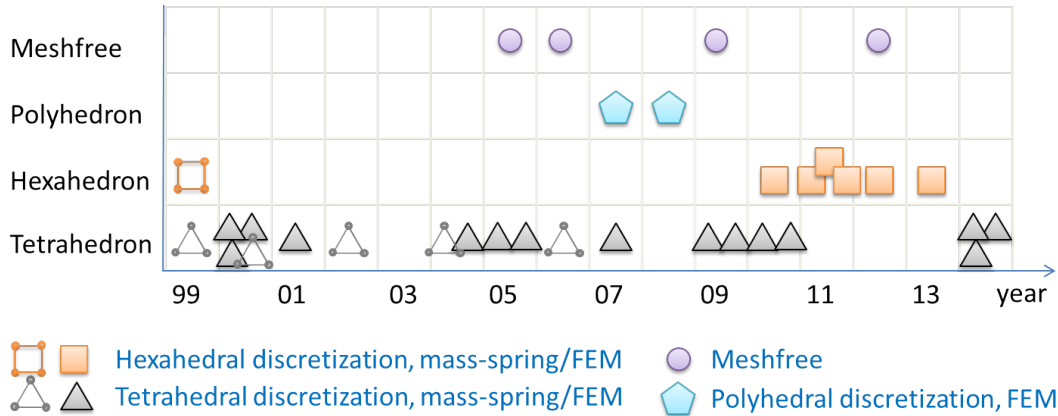 Meshfree
Polyhedron
Hexahedron
Tetrahedron
99 01 03 05 07 09 11 13 year
Hexahedral discretization, mass-spring/FEM
Meshfree
Tetrahedral discretization, mass-spring/FEM
Polyhedral discretization, FEM